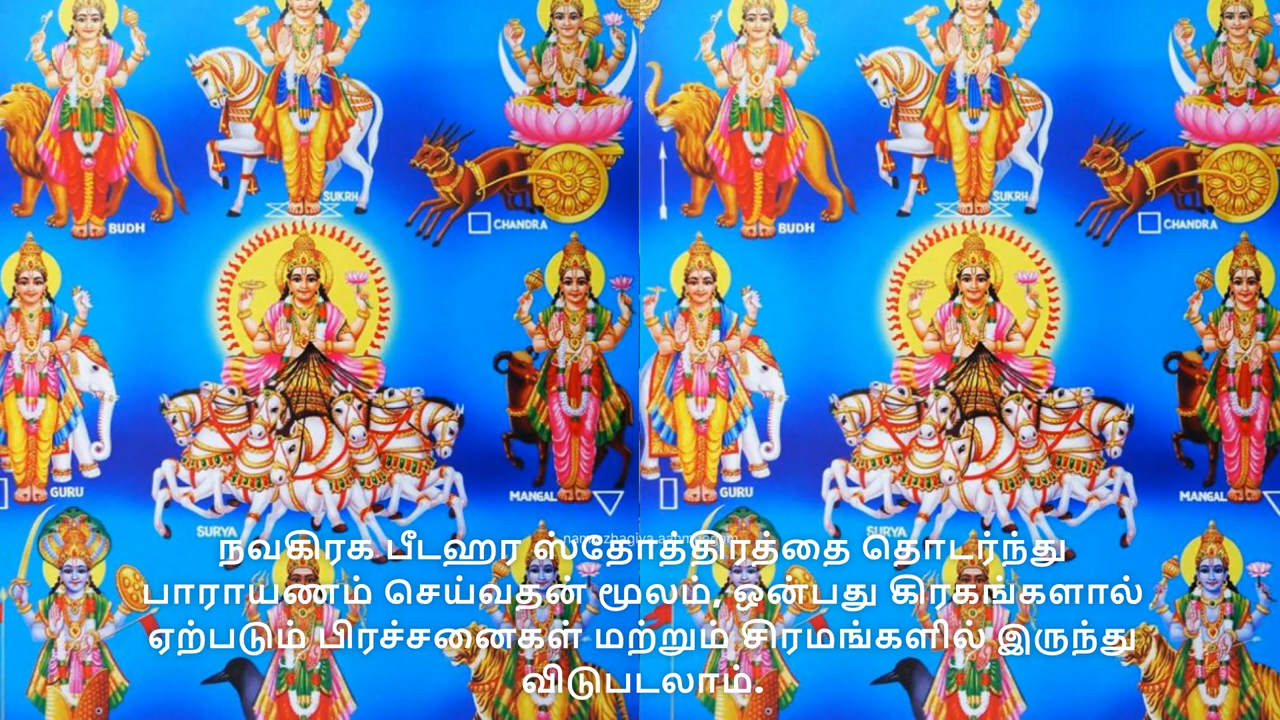 SUKRH
SUKRH
BUDH
CHANDRA
BUDH
CHANDRA
GURU
MANGAL
GURU
MANGAL
SURYA
SURYA
நவகிரக பீடஹர ஸ்தோத்திரத்தை தொடர்ந்து
பாராயணம் செய்வதன் மூலம், ஒன்பது கிரகங்களால்
ஏற்படும் பிரச்சனைகள் மற்றும் சிரமங்களில் இருந்து
விடுபடலாம்.